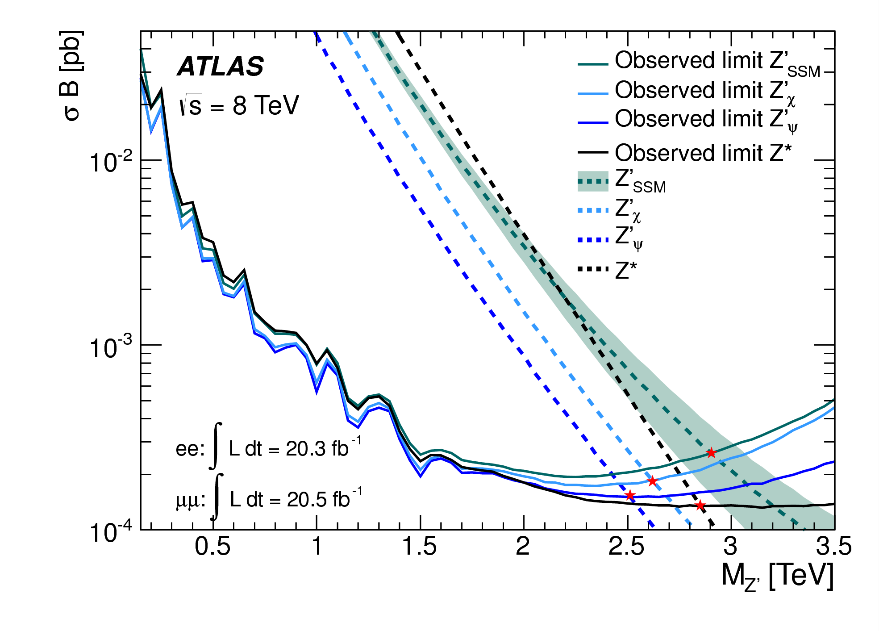 ATLAS
√s = 8 TeV
Observed limit Z'SSM
Observed limit Z'χ
Observed limit Z'ψ
Observed limit Z*
Z'SSM
Z'χ
Z'ψ
Z*
ee: ∫ L dt = 20.3 fb⁻¹
μμ: ∫ L dt = 20.5 fb⁻¹
σ B [pb]
10⁻²
10⁻³
10⁻⁴
0.5 1 1.5 2 2.5 3 3.5
MZ' [TeV]